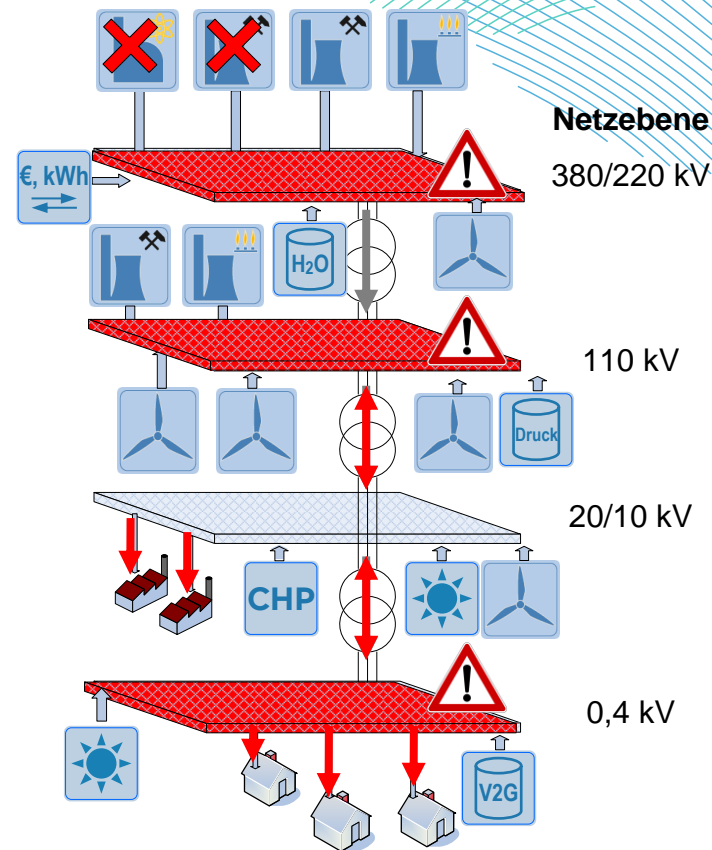 Netzebene
380/220 kV
€, kWh
H₂O
110 kV
Druck
20/10 kV
CHP
0,4 kV
V2G